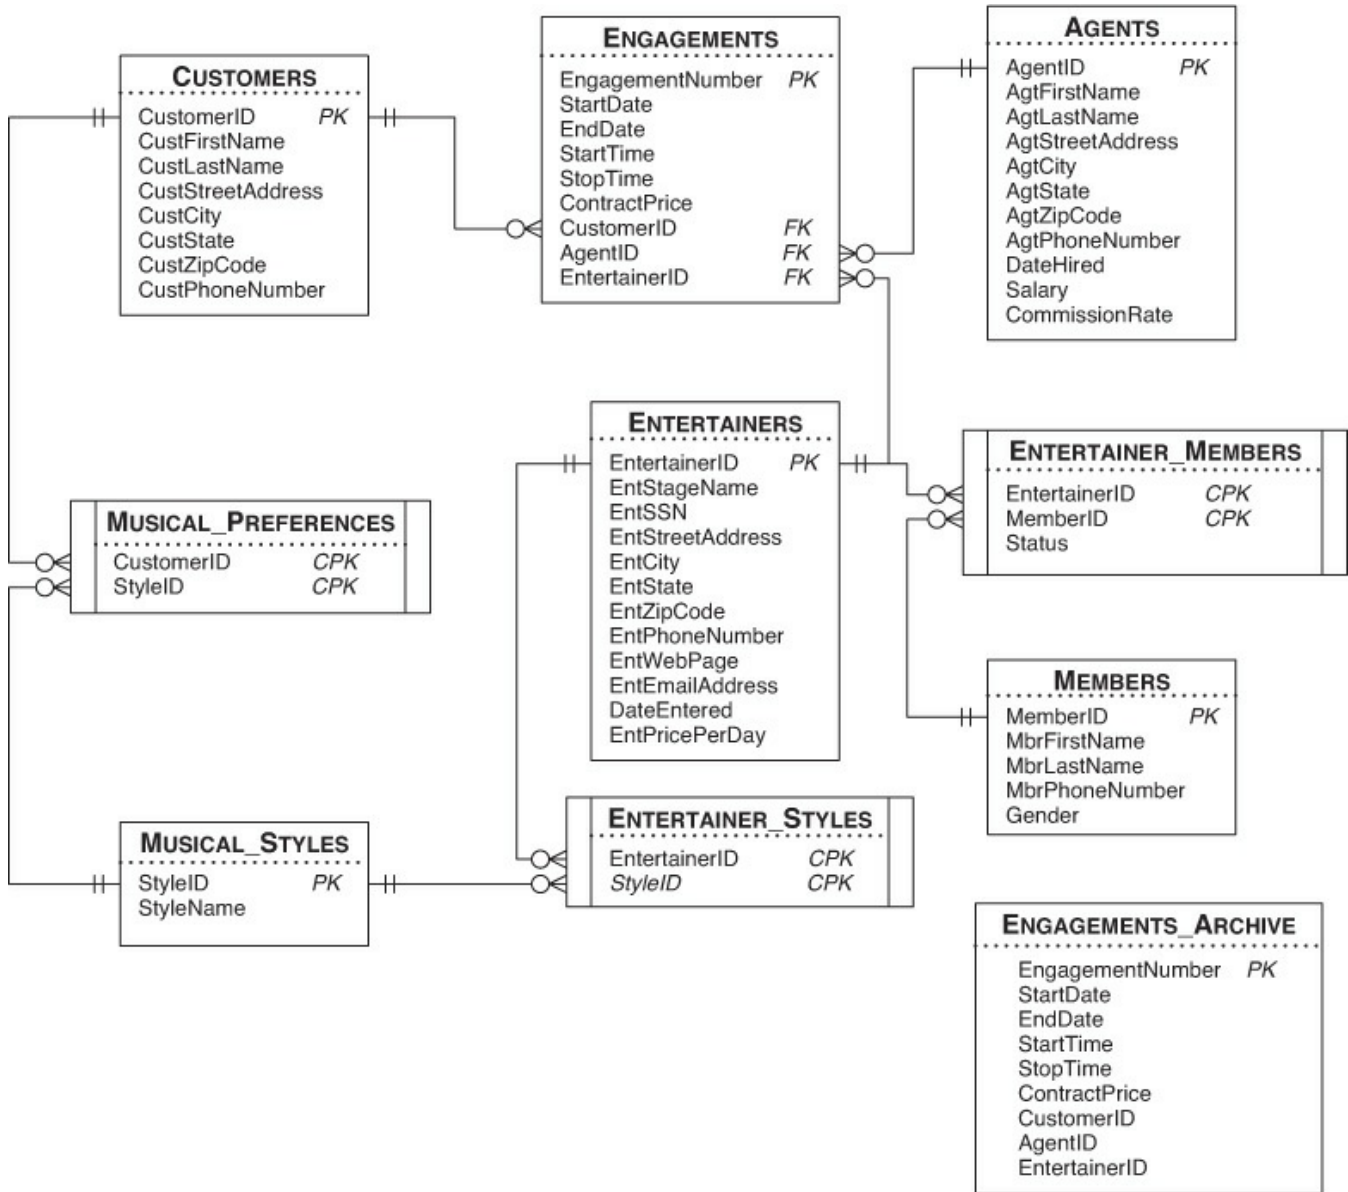 CUSTOMERS
CustomerID PK
CustFirstName
CustLastName
CustStreetAddress
CustCity
CustState
CustZipCode
CustPhoneNumber
ENGAGEMENTS
EngagementNumber PK
StartDate
EndDate
StartTime
StopTime
ContractPrice
CustomerID FK
AgentID FK
EntertainerID FK
AGENTS
AgentID PK
AgtFirstName
AgtLastName
AgtStreetAddress
AgtCity
AgtState
AgtZipCode
AgtPhoneNumber
DateHired
Salary
CommissionRate
MUSICAL_PREFERENCES
CustomerID CPK
StyleID CPK
ENTERTAINERS
EntertainerID PK
EntStageName
EntSSN
EntStreetAddress
EntCity
EntState
EntZipCode
EntPhoneNumber
EntWebPage
EntEmailAddress
DateEntered
EntPricePerDay
ENTERTAINER_MEMBERS
EntertainerID CPK
MemberID CPK
Status
MEMBERS
MemberID PK
MbrFirstName
MbrLastName
MbrPhoneNumber
Gender
MUSICAL_STYLES
StyleID PK
StyleName
ENTERTAINER_STYLES
EntertainerID CPK
StyleID CPK
ENGAGEMENTS_ARCHIVE
EngagementNumber PK
StartDate
EndDate
StartTime
StopTime
ContractPrice
CustomerID
AgentID
EntertainerID